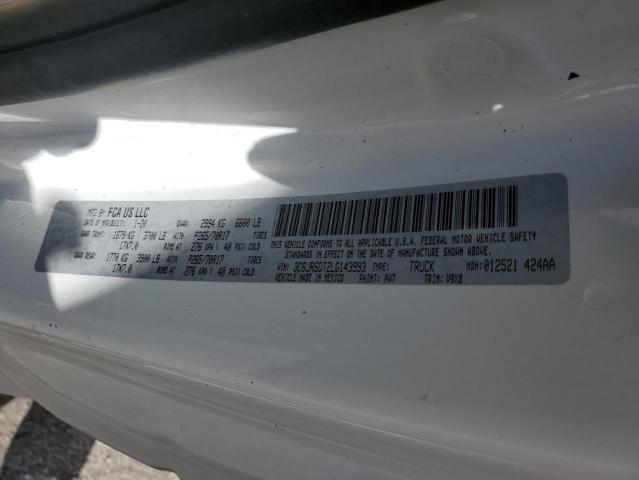 MFD BY: FCA US LLC
DATE OF MFR/BUILT: 1-20 GVWR: 2994 KG 6600 LB
GAWR FRONT: 1679 KG 3700 LB WITH P265/70R17 TIRES
17X7.0 RIMS AT 276 KPA ( 40 PSI) COLD
GAWR REAR: 1770 KG 3900 LB WITH P265/70R17 TIRES
17X7.0 RIMS AT 276 KPA ( 40 PSI) COLD
THIS VEHICLE CONFORMS TO ALL APPLICABLE U.S.A. FEDERAL MOTOR VEHICLE SAFETY
STANDARDS IN EFFECT ON THE DATE OF MANUFACTURE SHOWN ABOVE.
VIN: 3C6JR6DT2LG143993 TYPE: TRUCK MDH: 012521 424AA
VEHICLE MADE IN MEXICO PAINT: PW7 TRIM: V9X8